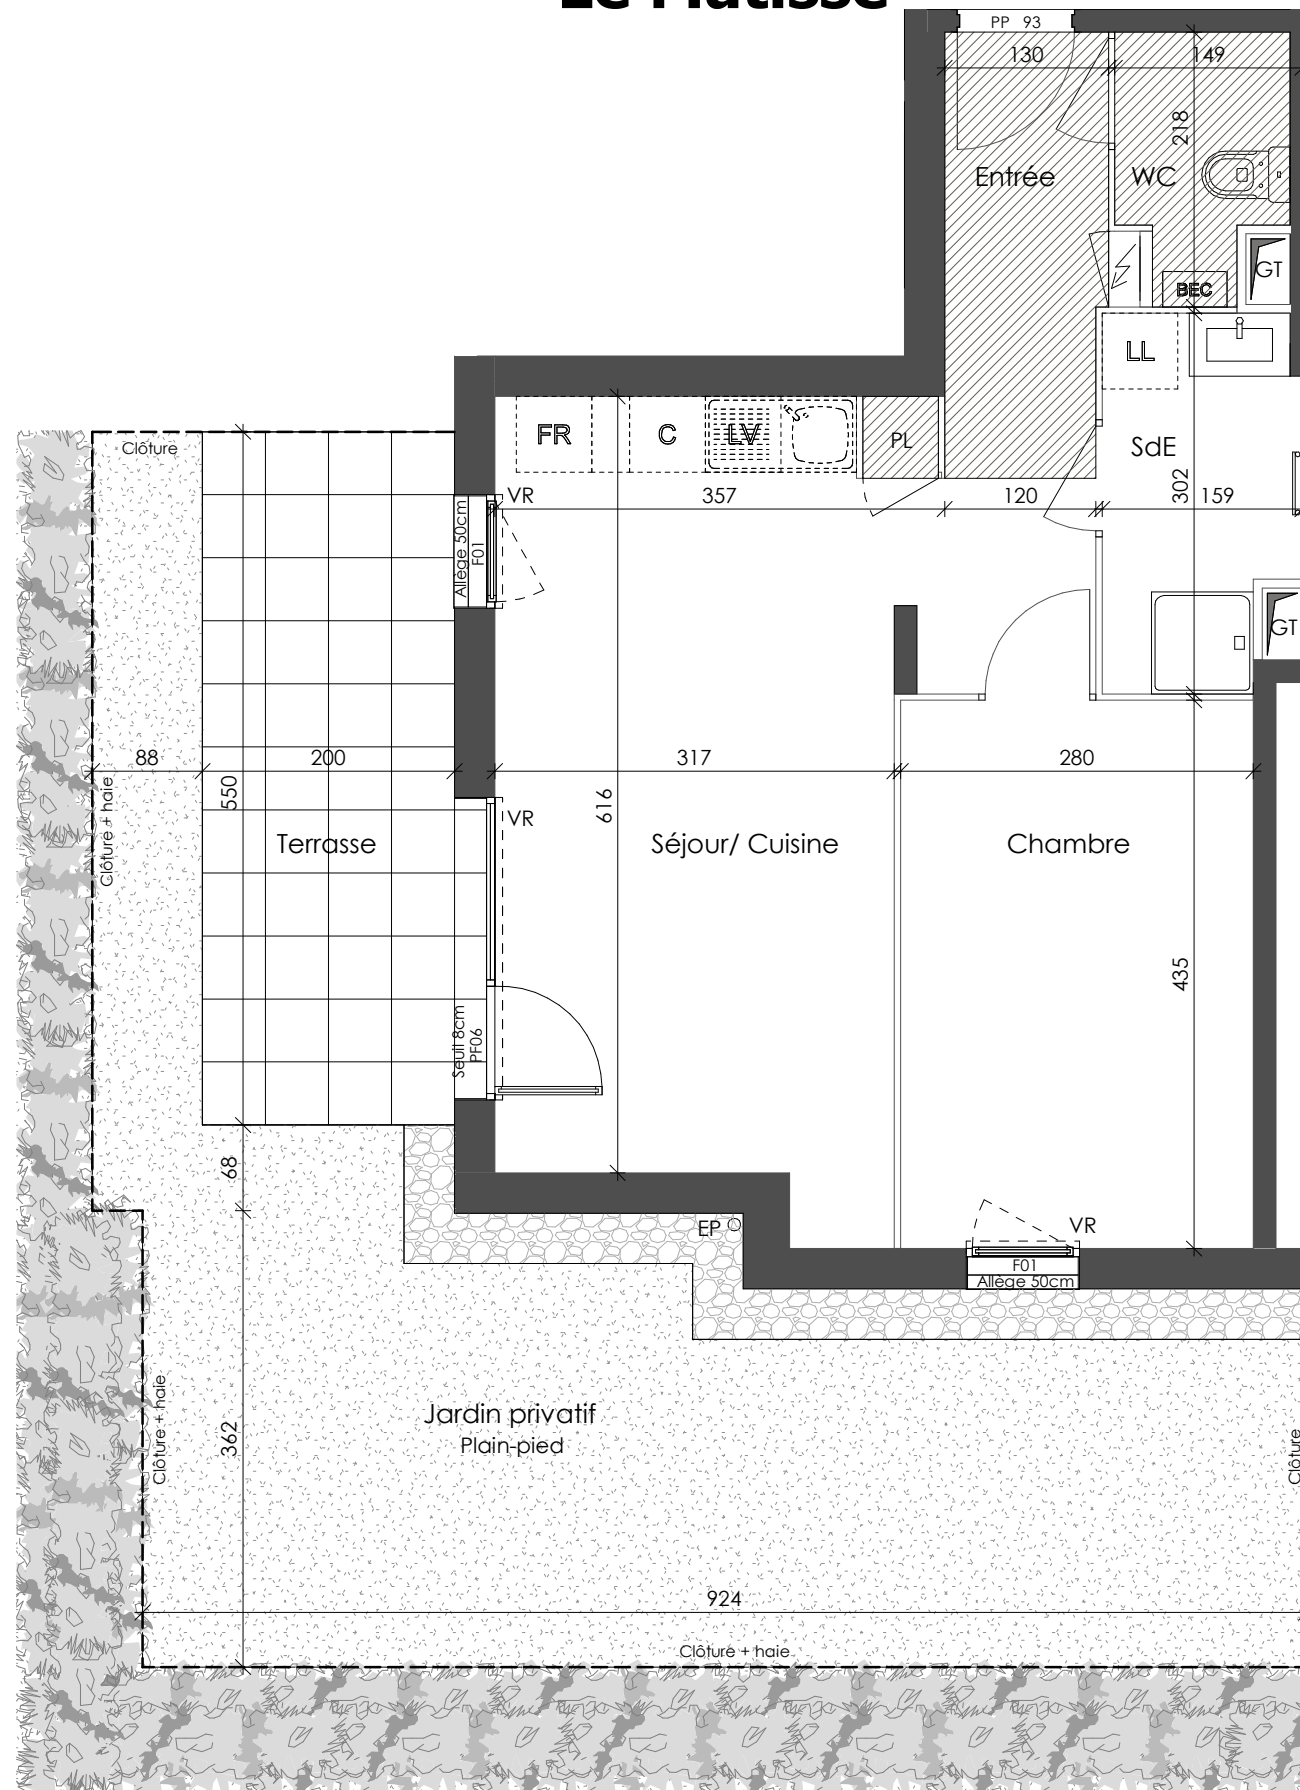 Le Matisse
PP 93
130
149
218
Entrée
WC
GT
BEC
LL
FR
C
LV
PL
SdE
VR
357
120
302
159
Clôture
Allège 50cm
F01
GT
88
200
317
280
550
616
Clôture + haie
VR
Terrasse
Séjour/ Cuisine
Chambre
435
Seuil 8cm
PF06
68
EP
VR
F01
Allège 50cm
Jardin privatif
Plain-pied
362
Clôture + haie
Clôture
924
Clôture + haie